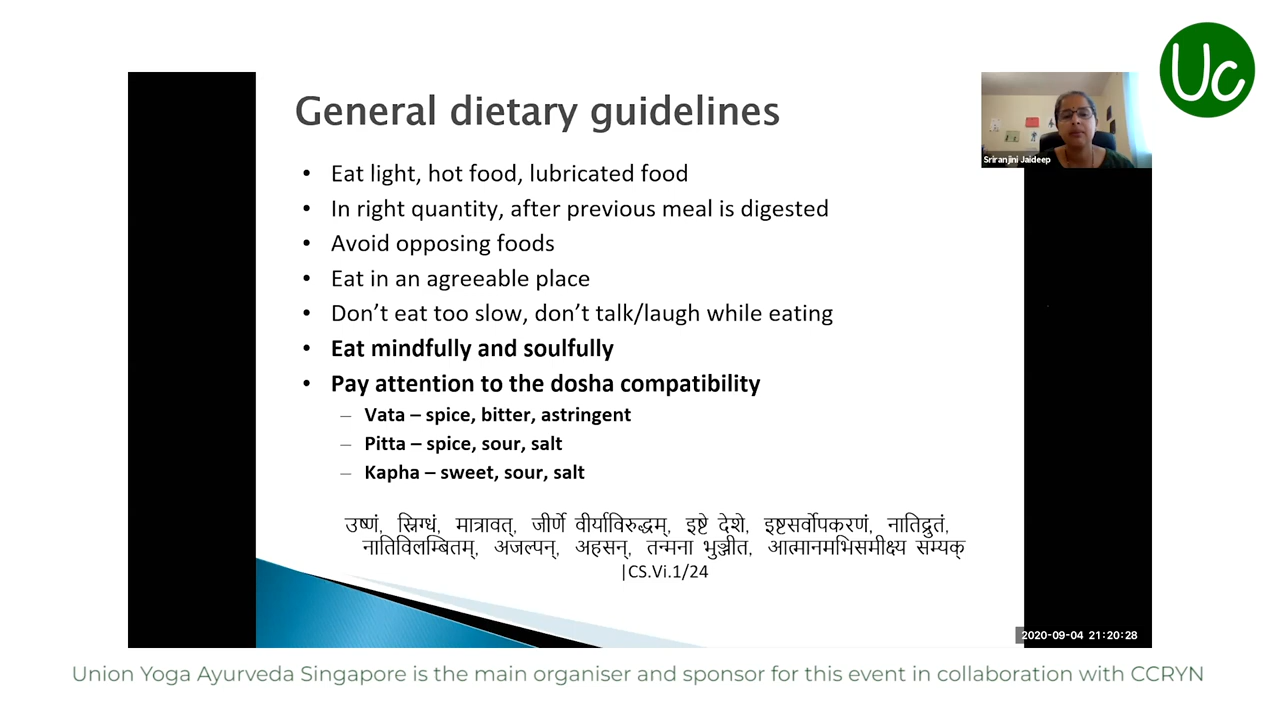 Uc
General dietary guidelines
Sriranjini Jaideep
• Eat light, hot food, lubricated food
• In right quantity, after previous meal is digested
• Avoid opposing foods
• Eat in an agreeable place
• Don’t eat too slow, don’t talk/laugh while eating
• Eat mindfully and soulfully
• Pay attention to the dosha compatibility
– Vata – spice, bitter, astringent
– Pitta – spice, sour, salt
– Kapha – sweet, sour, salt
उष्णं, स्निग्धं, मात्रावत्, जीर्णे वीर्याविरुद्धम्, इष्टे देशे, इष्टसर्वोपकरणं, नातिद्रुतं,
नातिविलम्बितम्, अजल्पन्, अहसन्, तन्मना भुञ्जीत, आत्मानमभिसमीक्ष्य सम्यक्
|CS.Vi.1/24
2020-09-04 21:20:28
Union Yoga Ayurveda Singapore is the main organiser and sponsor for this event in collaboration with CCRYN